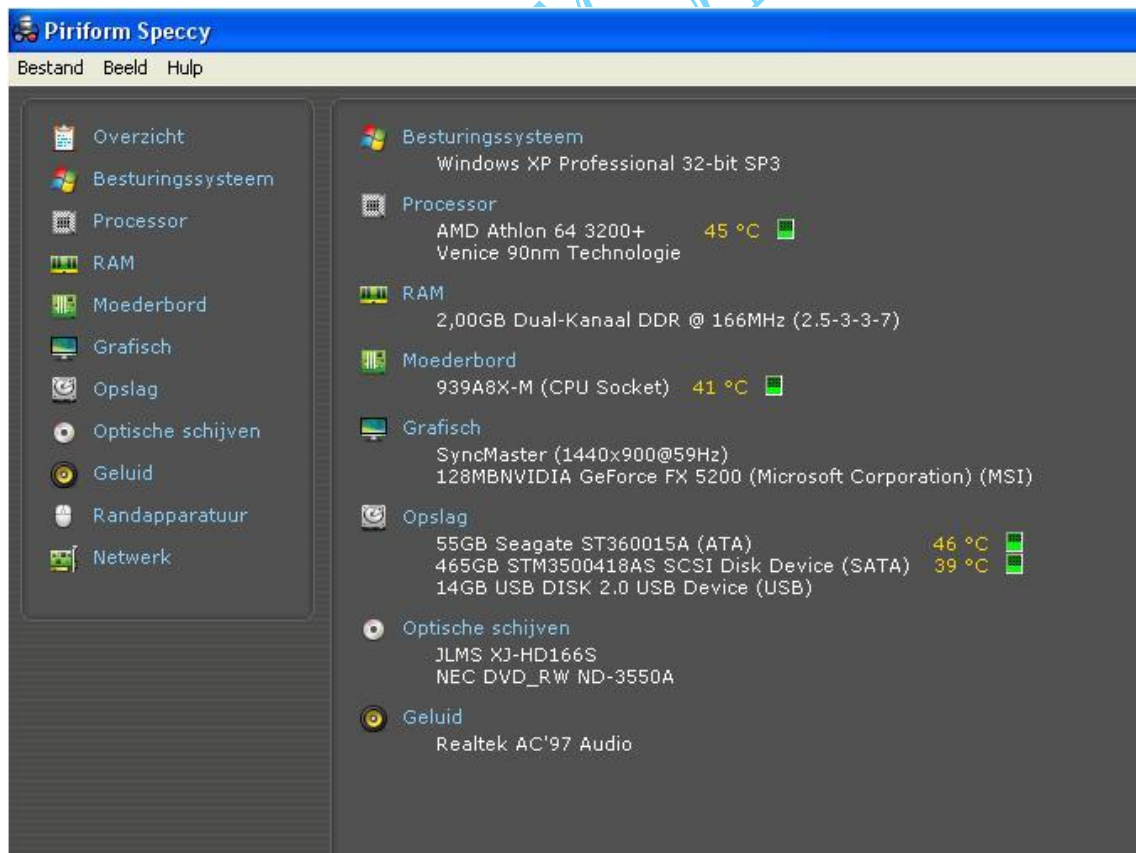 Piriform Speccy
Bestand Beeld Hulp
Overzicht
Besturingssysteem
Processor
RAM
Moederbord
Grafisch
Opslag
Optische schijven
Geluid
Randapparatuur
Netwerk
Besturingssysteem
Windows XP Professional 32-bit SP3
Processor
AMD Athlon 64 3200+ 45 °C
Venice 90nm Technologie
RAM
2,00GB Dual-Kanaal DDR @ 166MHz (2.5-3-3-7)
Moederbord
939A8X-M (CPU Socket) 41 °C
Grafisch
SyncMaster (1440x900@59Hz)
128MBNVIDIA GeForce FX 5200 (Microsoft Corporation) (MSI)
Opslag
55GB Seagate ST360015A (ATA) 46 °C
465GB STM3500418AS SCSI Disk Device (SATA) 39 °C
14GB USB DISK 2.0 USB Device (USB)
Optische schijven
JLMS XJ-HD166S
NEC DVD_RW ND-3550A
Geluid
Realtek AC'97 Audio